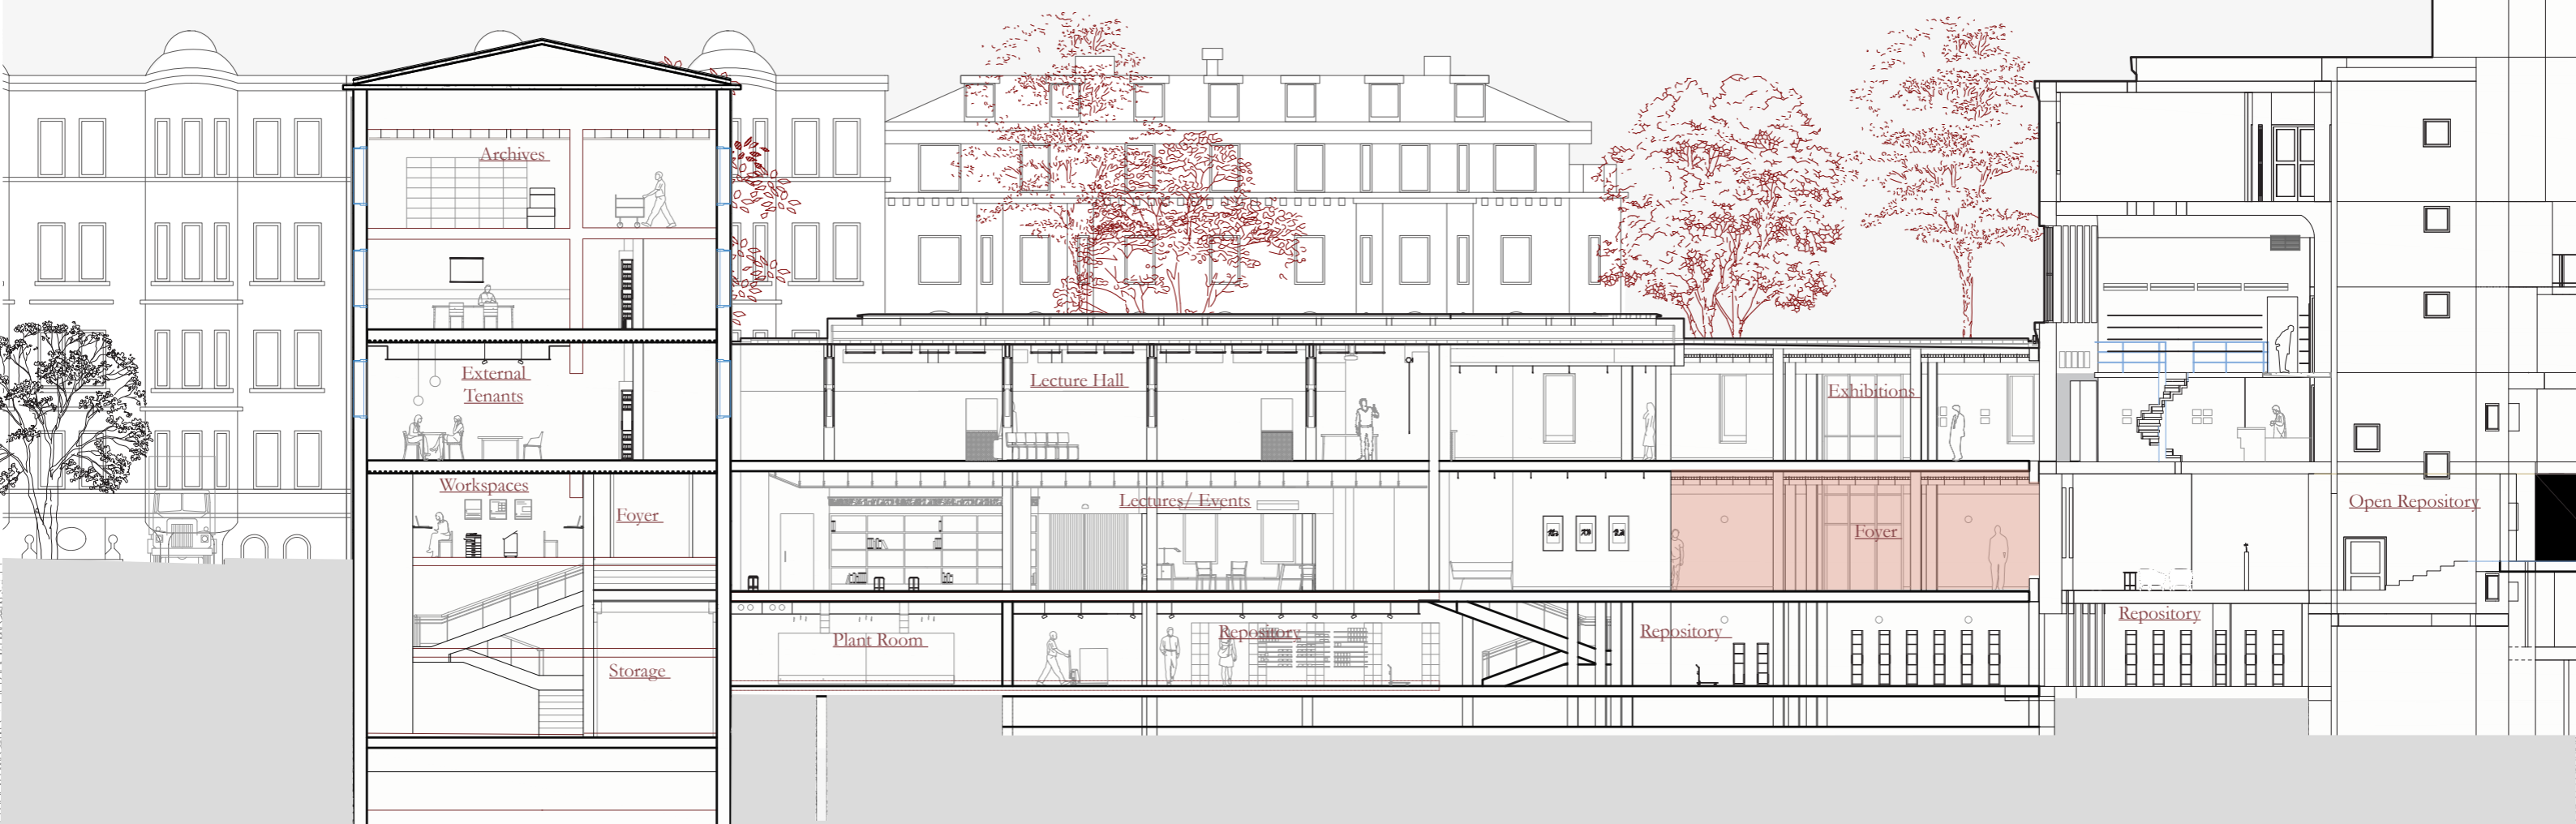 Archives
External
Tenants
Lecture Hall
Exhibitions
Workspaces
Foyer
Lectures/ Events
Foyer
Open Repository
Plant Room
Repository
Repository
Repository
Storage